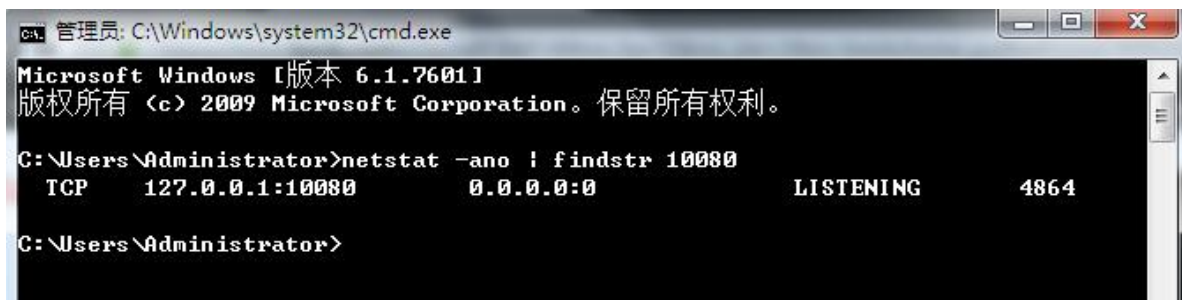 管理员: C:\Windows\system32\cmd.exe
Microsoft Windows [版本 6.1.7601]
版权所有 (c) 2009 Microsoft Corporation。保留所有权利。
C:\Users\Administrator>netstat -ano | findstr 10080
TCP 127.0.0.1:10080 0.0.0.0:0 LISTENING 4864
C:\Users\Administrator>